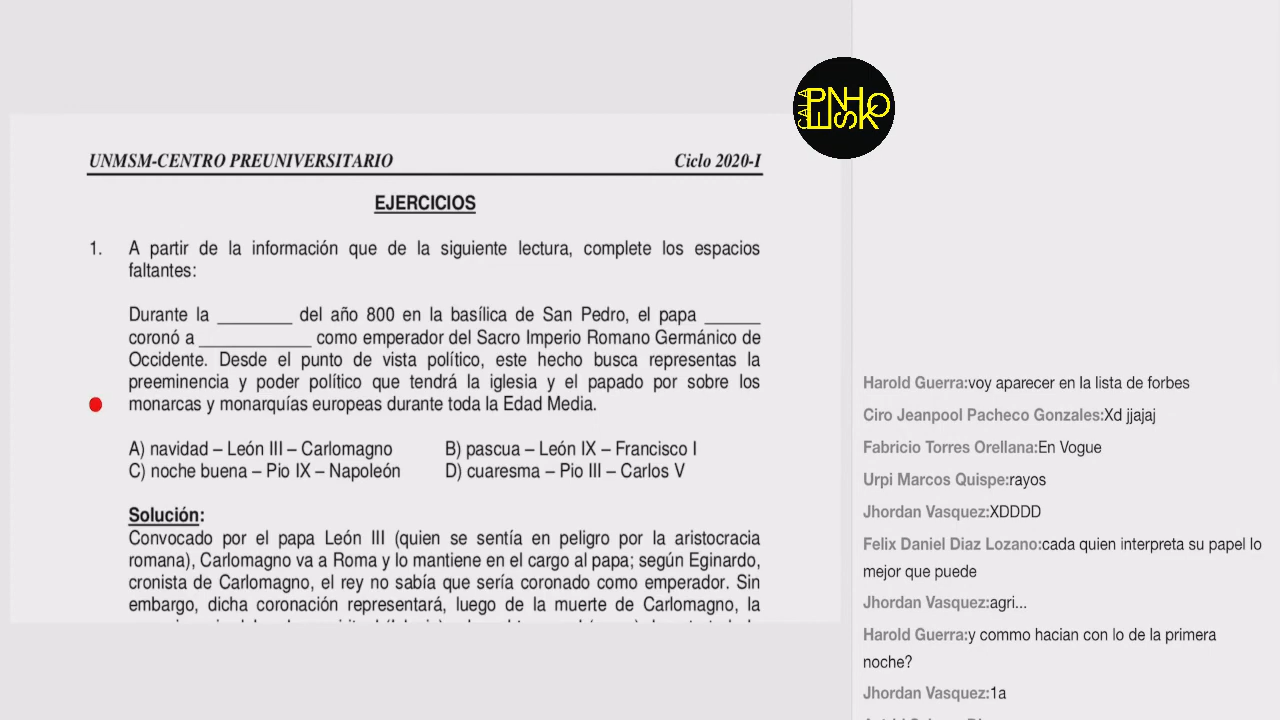 CALA
PENHOSK
UNMSM-CENTRO PREUNIVERSITARIO Ciclo 2020-I
EJERCICIOS
1. A partir de la información que de la siguiente lectura, complete los espacios
faltantes:
Durante la ________ del año 800 en la basílica de San Pedro, el papa ______
coronó a ____________ como emperador del Sacro Imperio Romano Germánico de
Occidente. Desde el punto de vista político, este hecho busca representas la
preeminencia y poder político que tendrá la iglesia y el papado por sobre los
monarcas y monarquías europeas durante toda la Edad Media.
A) navidad – León III – Carlomagno B) pascua – León IX – Francisco I
C) noche buena – Pio IX – Napoleón D) cuaresma – Pio III – Carlos V
Solución:
Convocado por el papa León III (quien se sentía en peligro por la aristocracia
romana), Carlomagno va a Roma y lo mantiene en el cargo al papa; según Eginardo,
cronista de Carlomagno, el rey no sabía que sería coronado como emperador. Sin
embargo, dicha coronación representará, luego de la muerte de Carlomagno, la
Harold Guerra:voy aparecer en la lista de forbes
Ciro Jeanpool Pacheco Gonzales:Xd jjajaj
Fabricio Torres Orellana:En Vogue
Urpi Marcos Quispe:rayos
Jhordan Vasquez:XDDDD
Felix Daniel Diaz Lozano:cada quien interpreta su papel lo
mejor que puede
Jhordan Vasquez:agri...
Harold Guerra:y commo hacian con lo de la primera
noche?
Jhordan Vasquez:1a